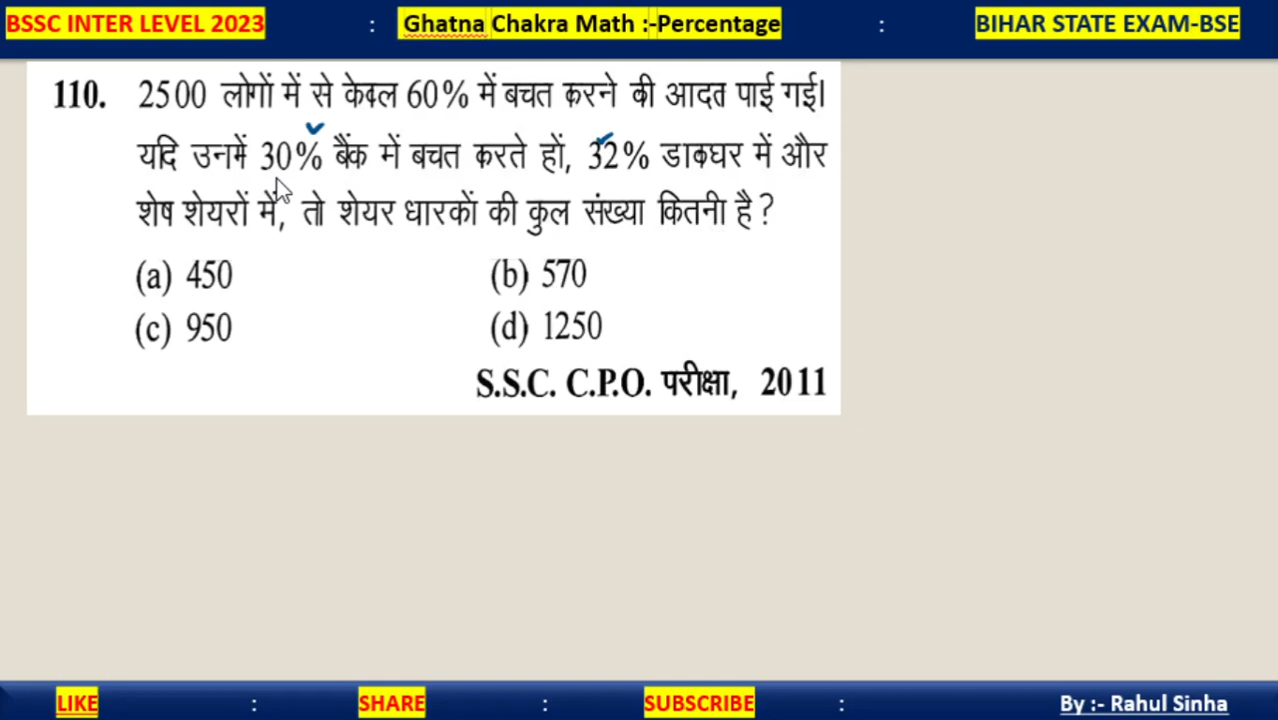 BSSC INTER LEVEL 2023 : Ghatna Chakra Math :-Percentage : BIHAR STATE EXAM-BSE
110. 2500 लोगों में से केवल 60% में बचत करने की आदत पाई गई।
यदि उनमें 30% बैंक में बचत करते हों, 32% डाकघर में और
शेष शेयरों में, तो शेयर धारकों की कुल संख्या कितनी है?
(a) 450 (b) 570
(c) 950 (d) 1250
S.S.C. C.P.O. परीक्षा, 2011
LIKE : SHARE : SUBSCRIBE : By :- Rahul Sinha